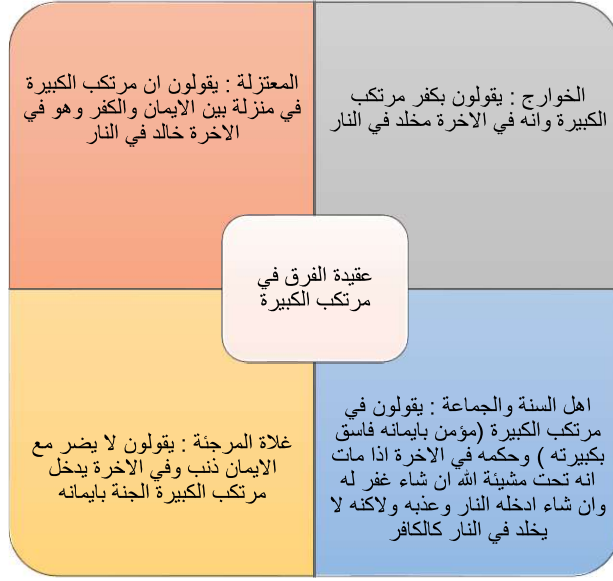 الخوارج : يقولون بكفر مرتكب
الكبيرة وانه في الاخرة مخلد في النار
المعتزلة : يقولون ان مرتكب الكبيرة
في منزلة بين الايمان والكفر وهو في
الاخرة خالد في النار
عقيدة الفرق في
مرتكب الكبيرة
اهل السنة والجماعة : يقولون في
مرتكب الكبيرة (مؤمن بايمانه فاسق
بكبيرته ) وحكمه في الاخرة اذا مات
انه تحت مشيئة الله ان شاء غفر له
وان شاء ادخله النار وعذبه ولاكنه لا
يخلد في النار كالكافر
غلاة المرجئة : يقولون لا يضر مع
الايمان ذنب وفي الاخرة يدخل
مرتكب الكبيرة الجنة بايمانه